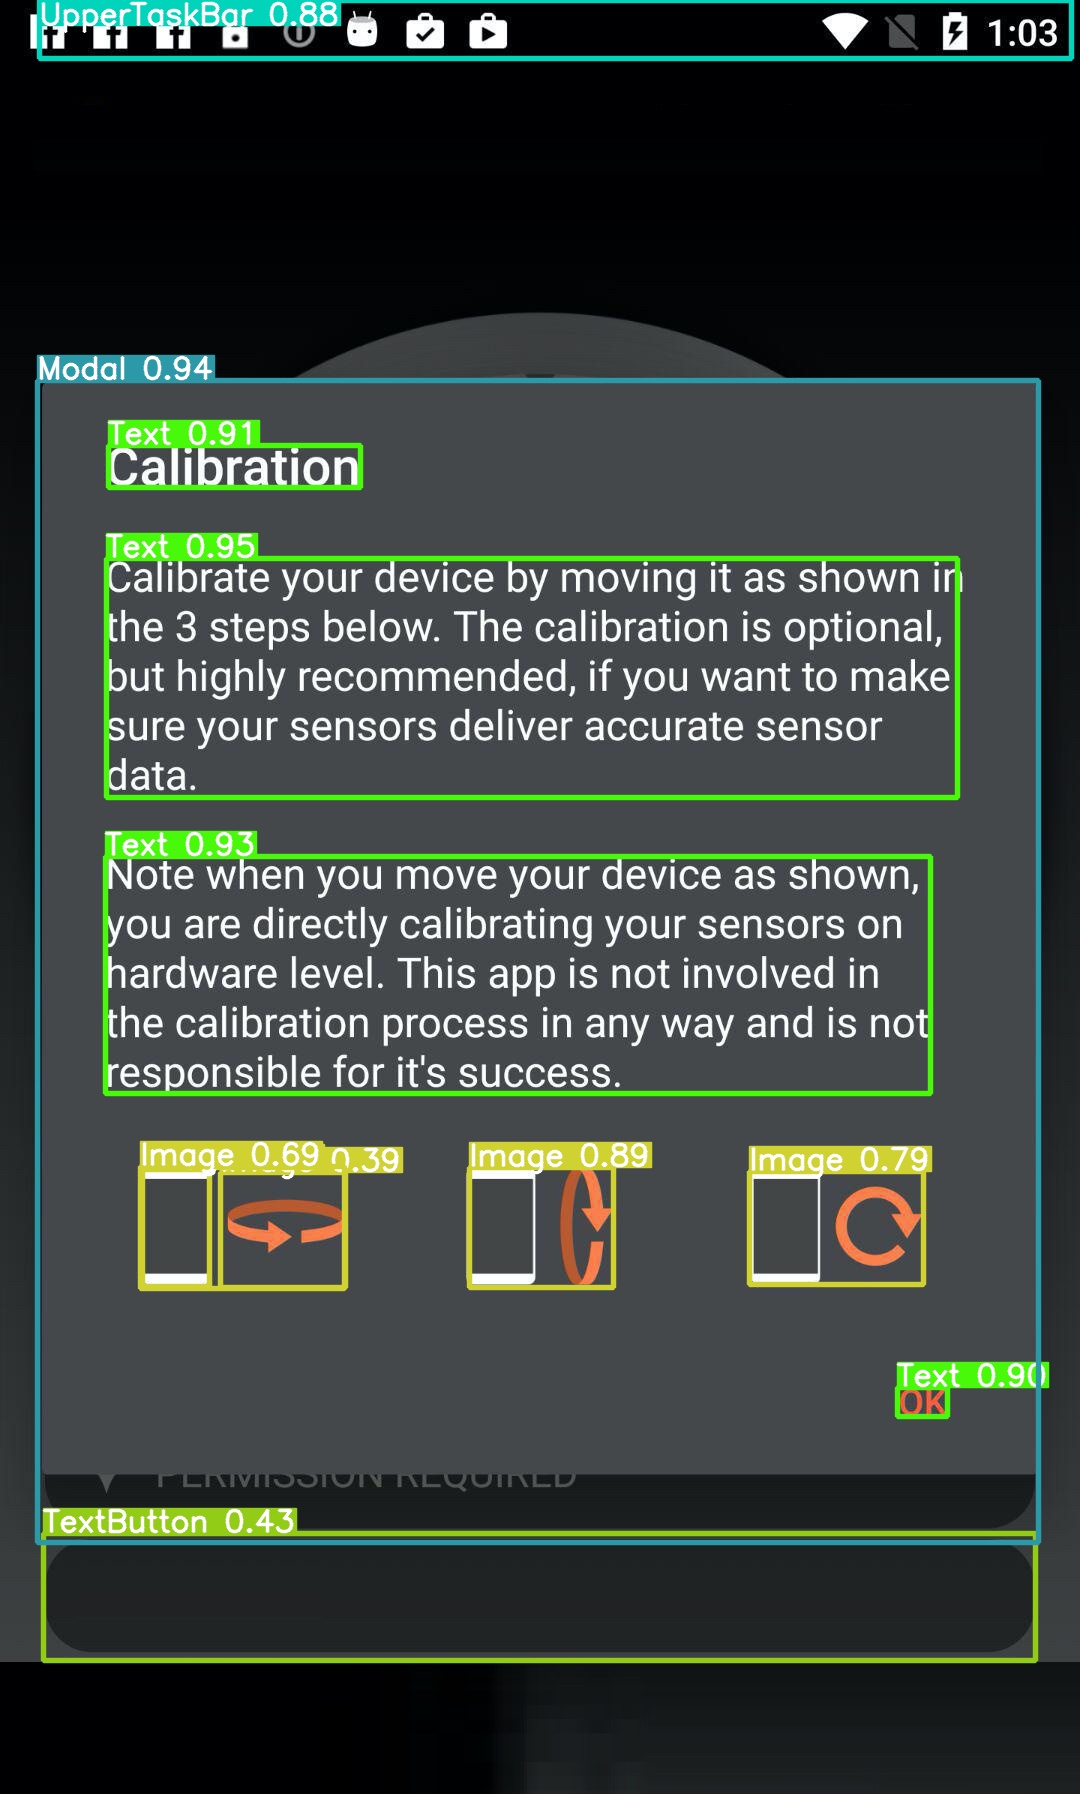 UpperTaskBar 0.88
1:03
Modal 0.94
Text 0.91
Calibration
Text 0.95
Calibrate your device by moving it as shown in
the 3 steps below. The calibration is optional,
but highly recommended, if you want to make
sure your sensors deliver accurate sensor
data.
Text 0.93
Note when you move your device as shown,
you are directly calibrating your sensors on
hardware level. This app is not involved in
the calibration process in any way and is not
responsible for it's success.
Image 0.69 0.39 Image 0.89 Image 0.79
Text 0.90
OK
PERMISSION REQUIRED
TextButton 0.43